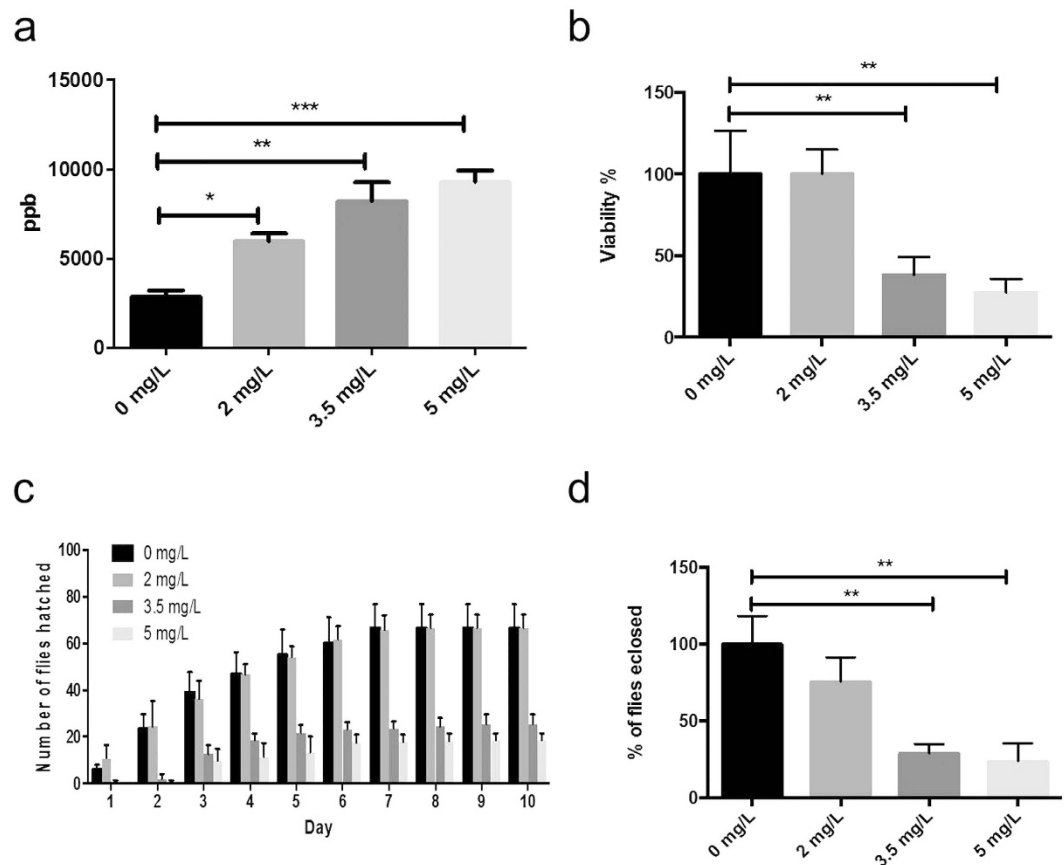 a
15000
10000
5000
0
ppb
***
**
*
0 mg/L
2 mg/L
3.5 mg/L
5 mg/L
b
150
100
50
0
Viability %
**
**
0 mg/L
2 mg/L
3.5 mg/L
5 mg/L
c
100
80
60
40
20
0
Number of flies hatched
0 mg/L
2 mg/L
3.5 mg/L
5 mg/L
1 2 3 4 5 6 7 8 9 10
Day
d
150
100
50
0
% of flies eclosed
**
**
0 mg/L
2 mg/L
3.5 mg/L
5 mg/L